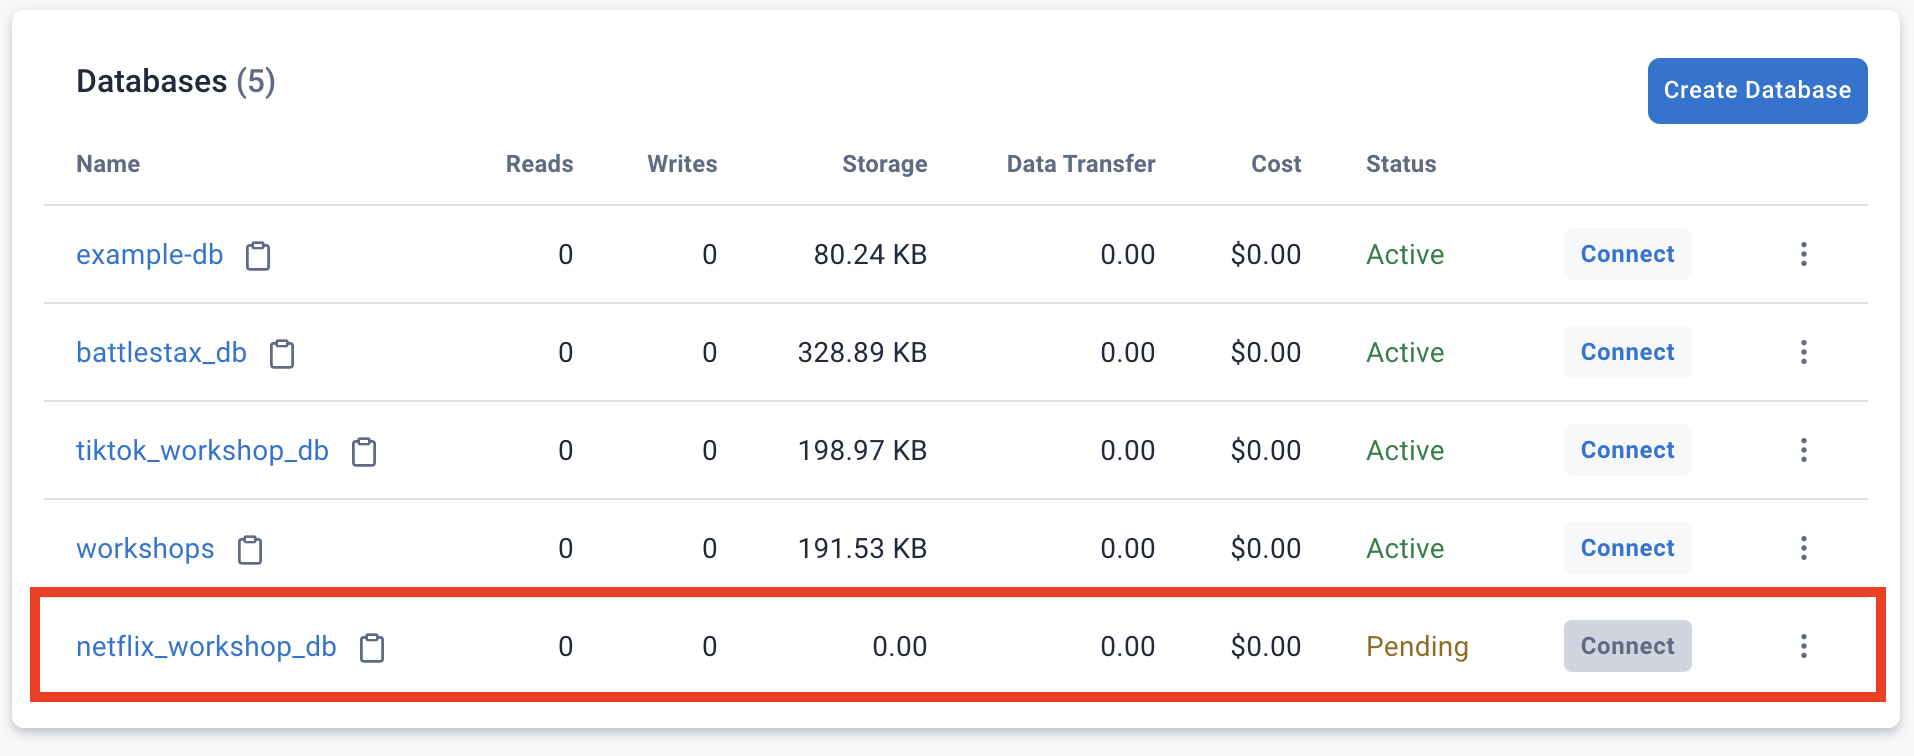 Databases (5)
Create Database
Name Reads Writes Storage Data Transfer Cost Status
example-db 0 0 80.24 KB 0.00 $0.00 Active Connect
battlestax_db 0 0 328.89 KB 0.00 $0.00 Active Connect
tiktok_workshop_db 0 0 198.97 KB 0.00 $0.00 Active Connect
workshops 0 0 191.53 KB 0.00 $0.00 Active Connect
netflix_workshop_db 0 0 0.00 0.00 $0.00 Pending Connect